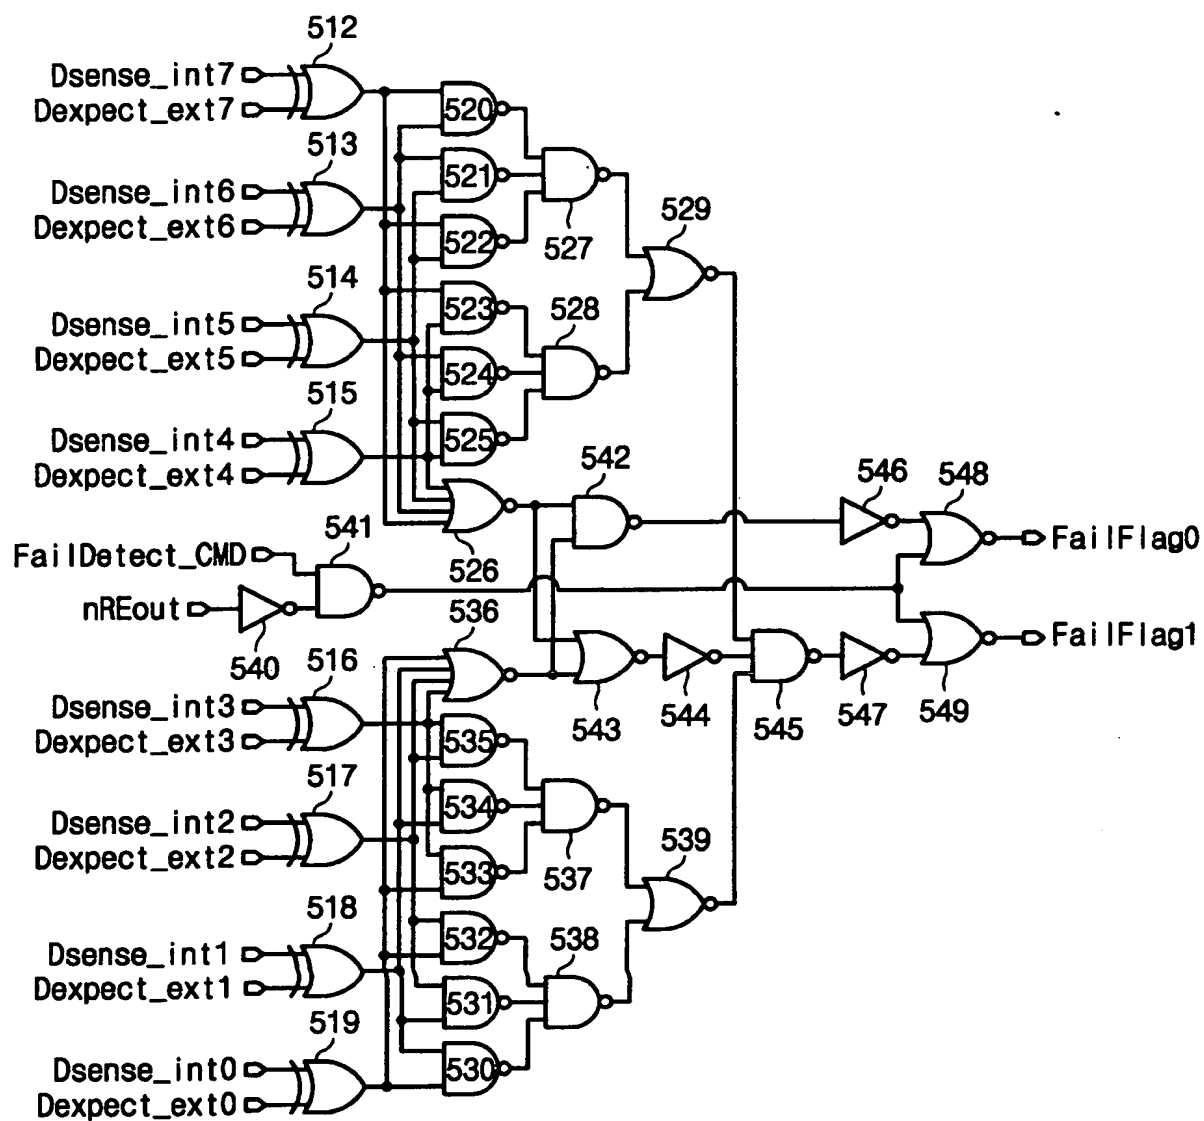 512
Dsense_int7
Dexpect_ext7
520
513
521
Dsense_int6
Dexpect_ext6
522
527
529
514
523
528
Dsense_int5
Dexpect_ext5
524
515
525
Dsense_int4
Dexpect_ext4
542
546
548
541
526
FailFlag0
FailDetect_CMD
nREout
540
536
FailFlag1
516
543
544
545
547
549
Dsense_int3
Dexpect_ext3
535
517
534
Dsense_int2
Dexpect_ext2
533
537
539
518
532
538
Dsense_int1
Dexpect_ext1
531
519
530
Dsense_int0
Dexpect_ext0